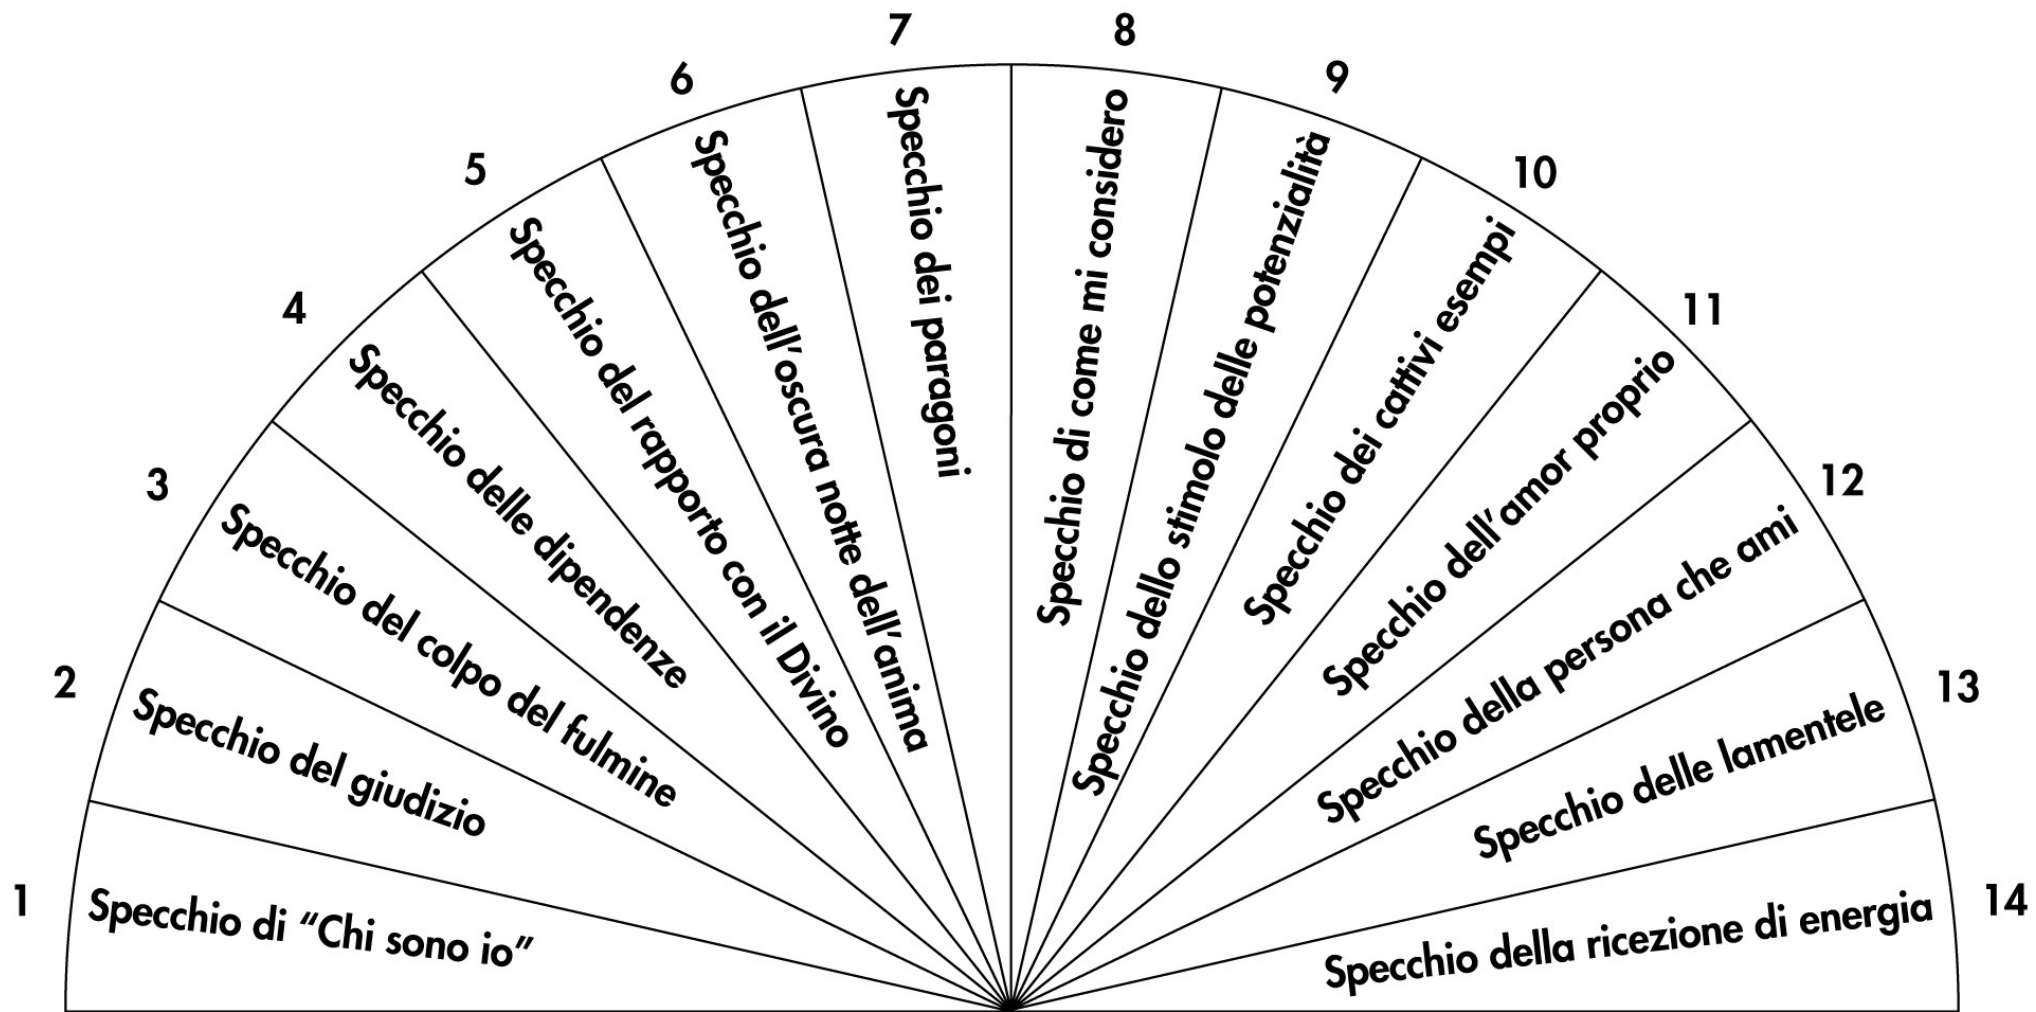 1
Specchio di “Chi sono io”
2
Specchio del giudizio
3
Specchio del colpo del fulmine
4
Specchio delle dipendenze
5
Specchio del rapporto con il Divino
6
Specchio dell’oscura notte dell’anima
7
Specchio dei paragoni
8
Specchio di come mi considero
9
Specchio dello stimolo delle potenzialità
10
Specchio dei cattivi esempi
11
Specchio dell’amor proprio
12
Specchio della persona che ami
13
Specchio delle lamentele
14
Specchio della ricezione di energia